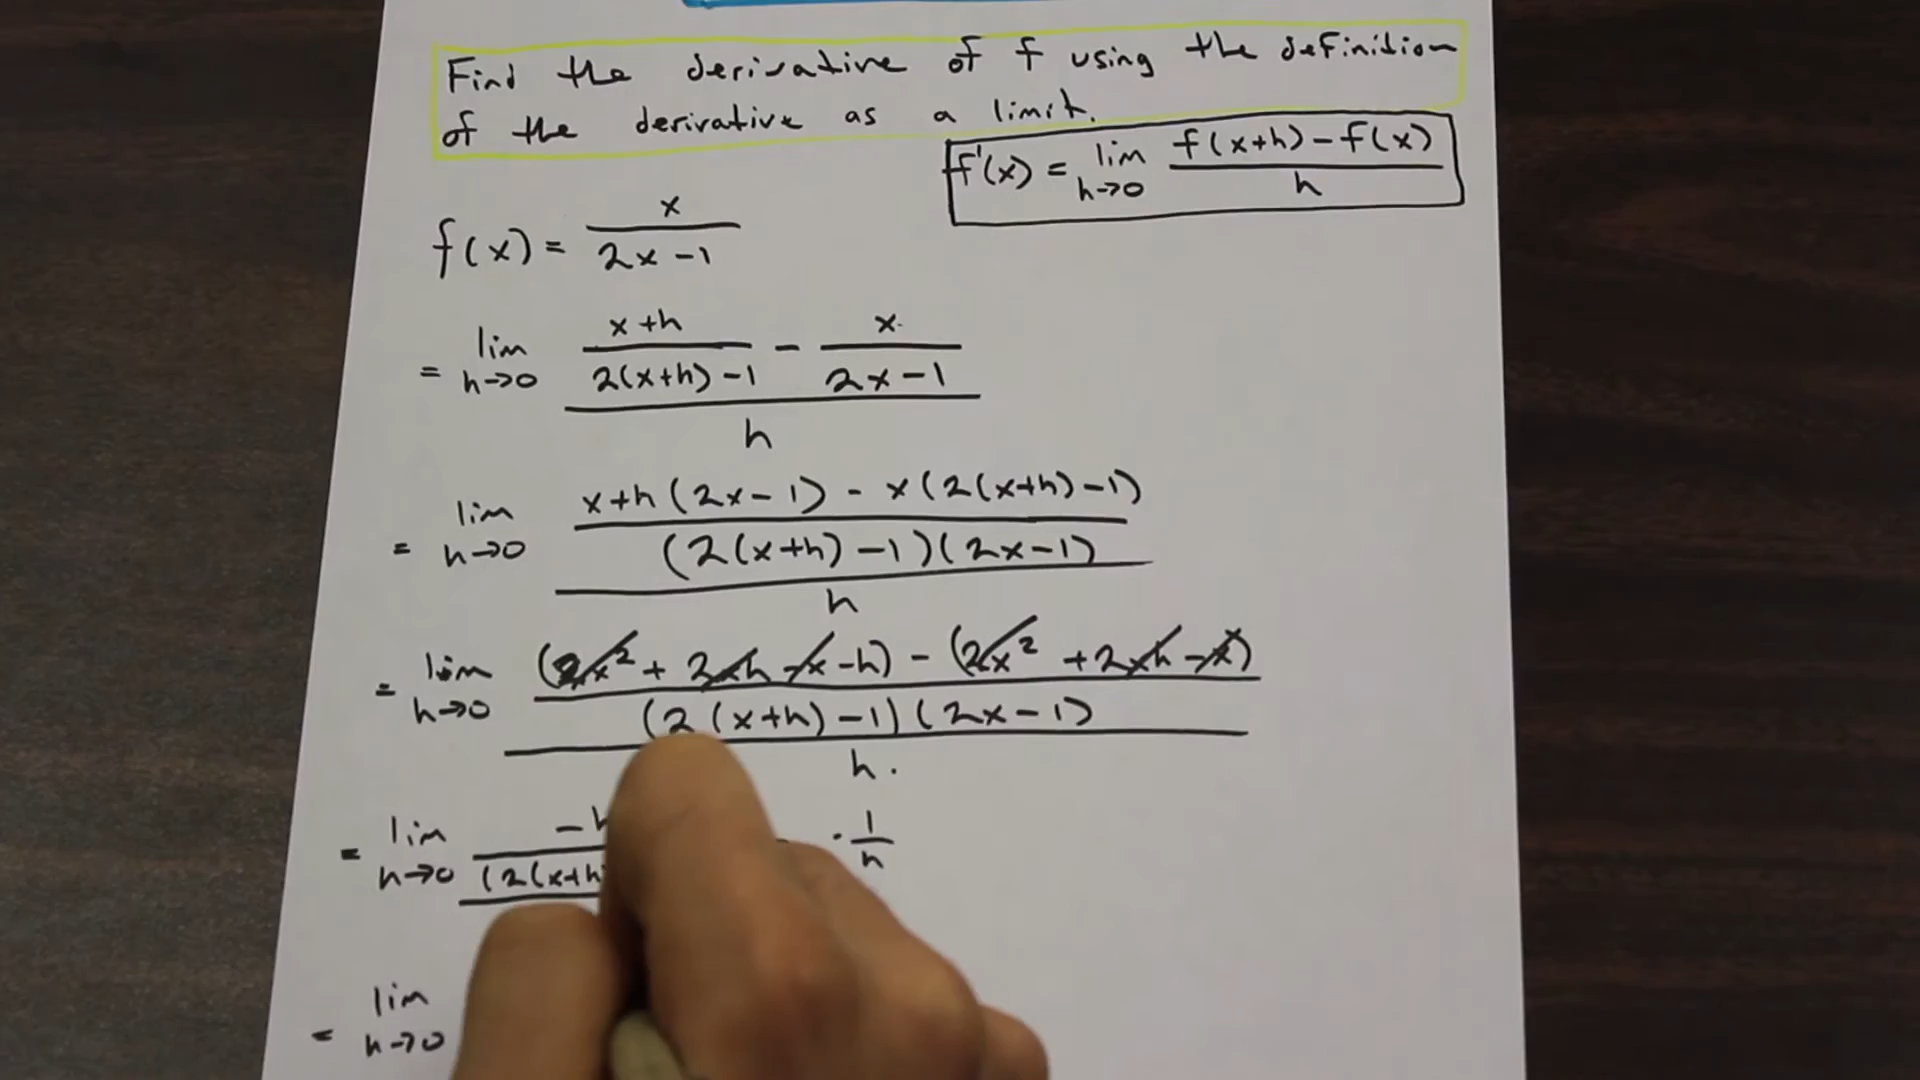 Find the derivative of f using the definition
of the derivative as a limit.
f'(x) = lim h→0 (f(x+h) - f(x)) / h
f(x) = x / (2x - 1)
= lim h→0 ((x+h) / (2(x+h) - 1) - x / (2x - 1)) / h
= lim h→0 (x+h (2x - 1) - x(2(x+h) - 1)) / ((2(x+h) - 1)(2x - 1)) / h
= lim h→0 ((2x² + 2xh - x - h) - (2x² + 2xh - x)) / ((2(x+h) - 1)(2x - 1)) / h.
= lim h→0 -h / (2(x+h) · 1/h
= lim h→0